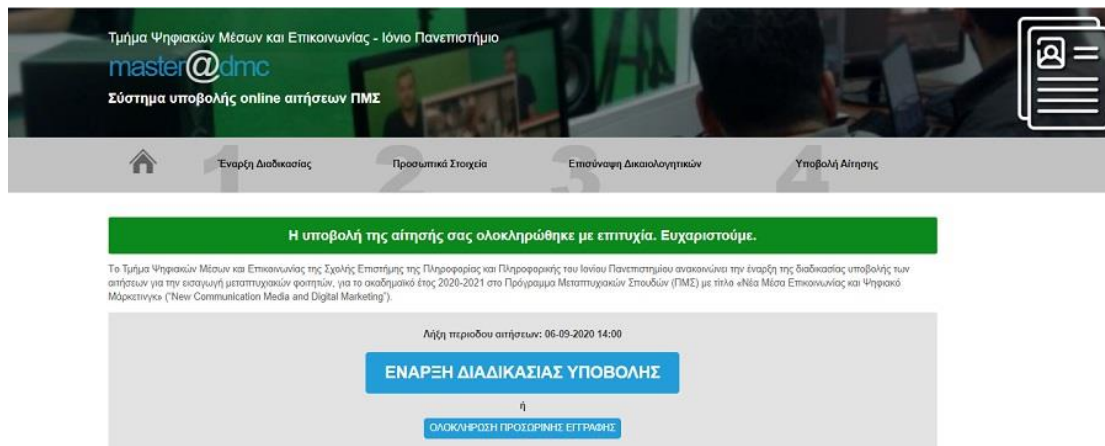 Τμήμα Ψηφιακών Μέσων και Επικοινωνίας - Ιόνιο Πανεπιστήμιο
master@dmc
Σύστημα υποβολής online αιτήσεων ΠΜΣ
1 Έναρξη Διαδικασίας 2 Προσωπικά Στοιχεία 3 Επισύναψη Δικαιολογητικών 4 Υποβολή Αίτησης
Η υποβολή της αίτησής σας ολοκληρώθηκε με επιτυχία. Ευχαριστούμε.
Το Τμήμα Ψηφιακών Μέσων και Επικοινωνίας της Σχολής Επιστήμης της Πληροφορίας και Πληροφορικής του Ιονίου Πανεπιστημίου ανακοινώνει την έναρξη της διαδικασίας υποβολής των
αιτήσεων για την εισαγωγή μεταπτυχιακών φοιτητών, για το ακαδημαϊκό έτος 2020-2021 στο Πρόγραμμα Μεταπτυχιακών Σπουδών (ΠΜΣ) με τίτλο «Νέα Μέσα Επικοινωνίας και Ψηφιακό
Μάρκετινγκ» ("New Communication Media and Digital Marketing").
Λήξη περιοδου αιτήσεων: 06-09-2020 14:00
ΕΝΑΡΞΗ ΔΙΑΔΙΚΑΣΙΑΣ ΥΠΟΒΟΛΗΣ
ή
ΟΛΟΚΛΗΡΩΣΗ ΠΡΟΣΩΡΙΝΗΣ ΕΓΓΡΑΦΗΣ